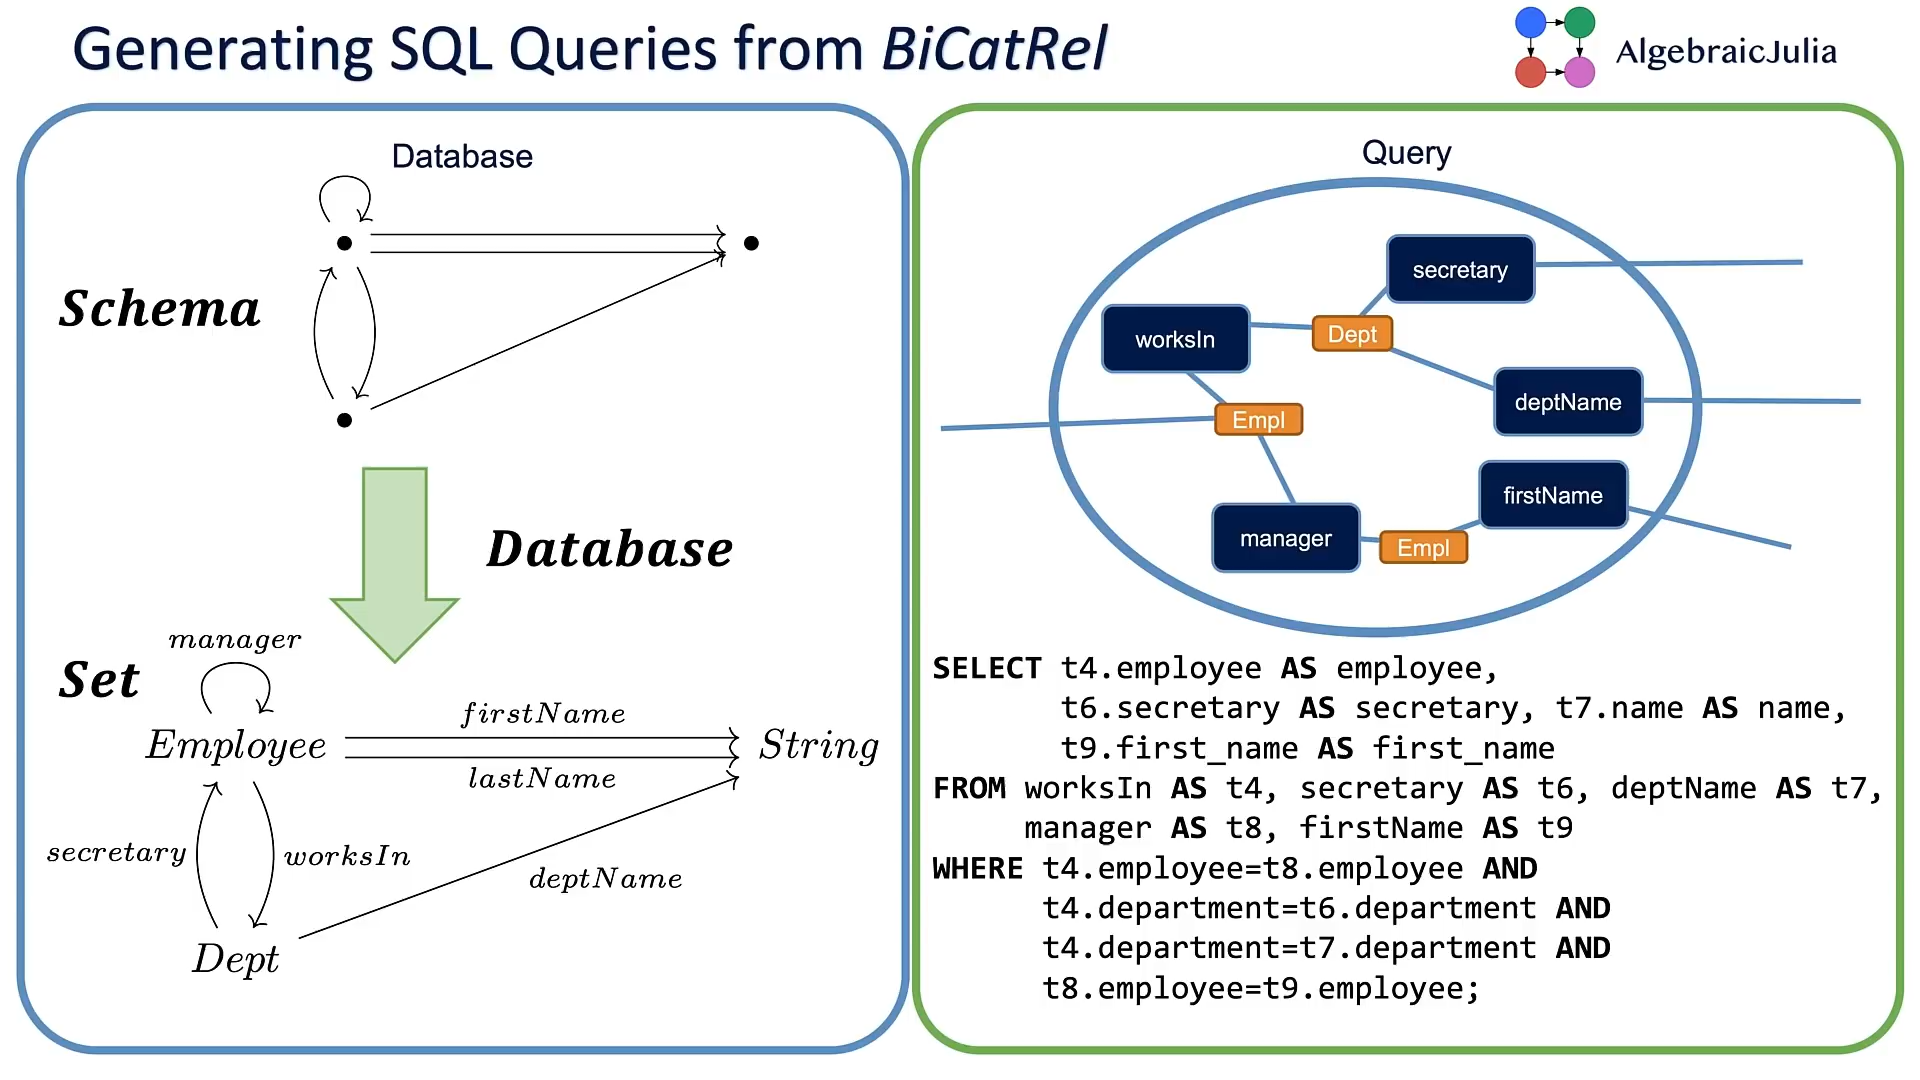 Generating SQL Queries from BiCatRel
AlgebraicJulia
Database
Schema
Database
Set
manager
firstName
Employee
String
lastName
secretary
worksIn
deptName
Dept
Query
secretary
worksIn
Dept
deptName
Empl
firstName
manager
Empl
SELECT t4.employee AS employee,
t6.secretary AS secretary, t7.name AS name,
t9.first_name AS first_name
FROM worksIn AS t4, secretary AS t6, deptName AS t7,
manager AS t8, firstName AS t9
WHERE t4.employee=t8.employee AND
t4.department=t6.department AND
t4.department=t7.department AND
t8.employee=t9.employee;